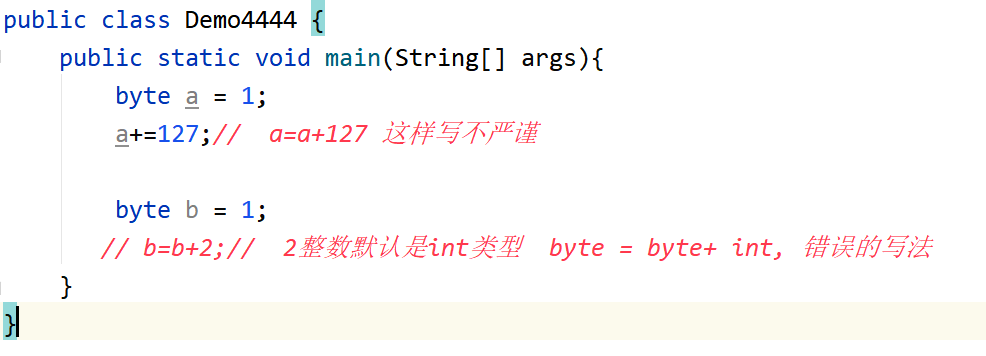 public class Demo4444 {
public static void main(String[] args){
byte a = 1;
a+=127;//  a=a+127 这样写不严谨
byte b = 1;
// b=b+2;//  2整数默认是int类型  byte = byte+ int, 错误的写法
}
}